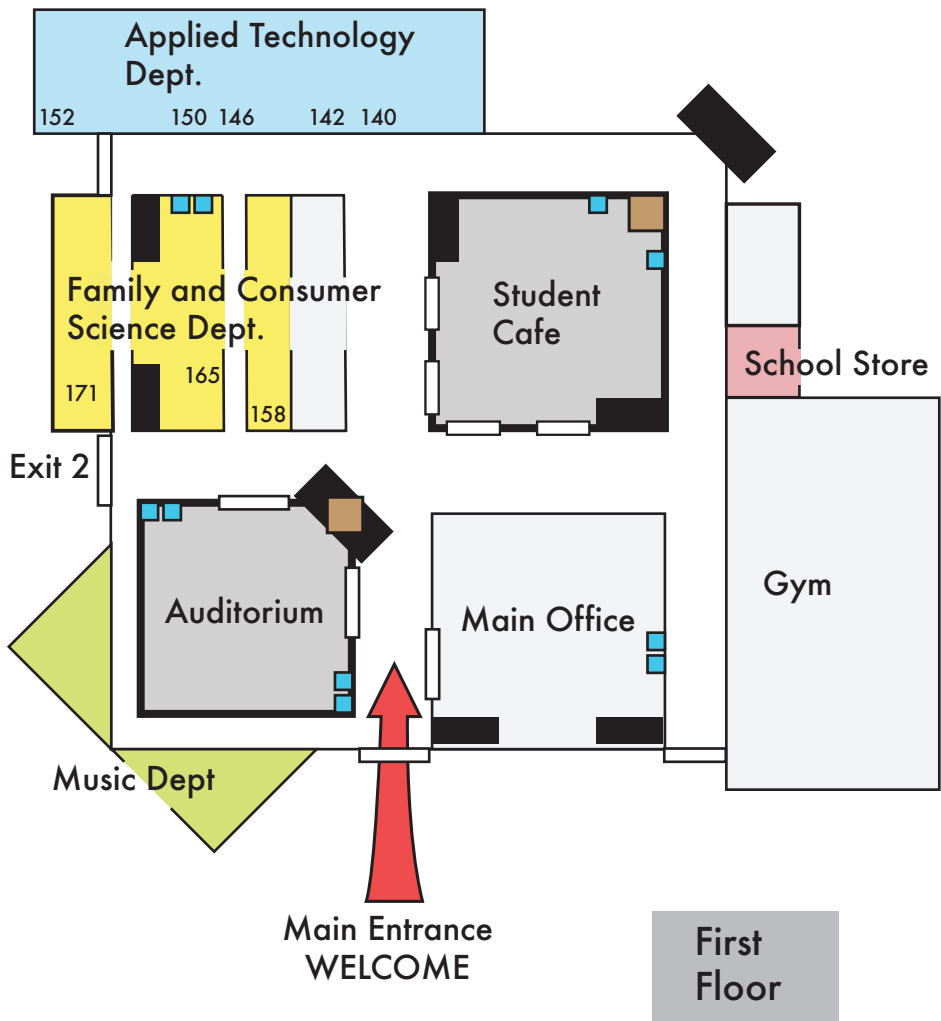 Applied Technology
Dept.
152 150 146 142 140
Family and Consumer
Science Dept.
171 165 158
Student
Cafe
School Store
Exit 2
Auditorium
Main Office
Gym
Music Dept
Main Entrance
WELCOME
First
Floor